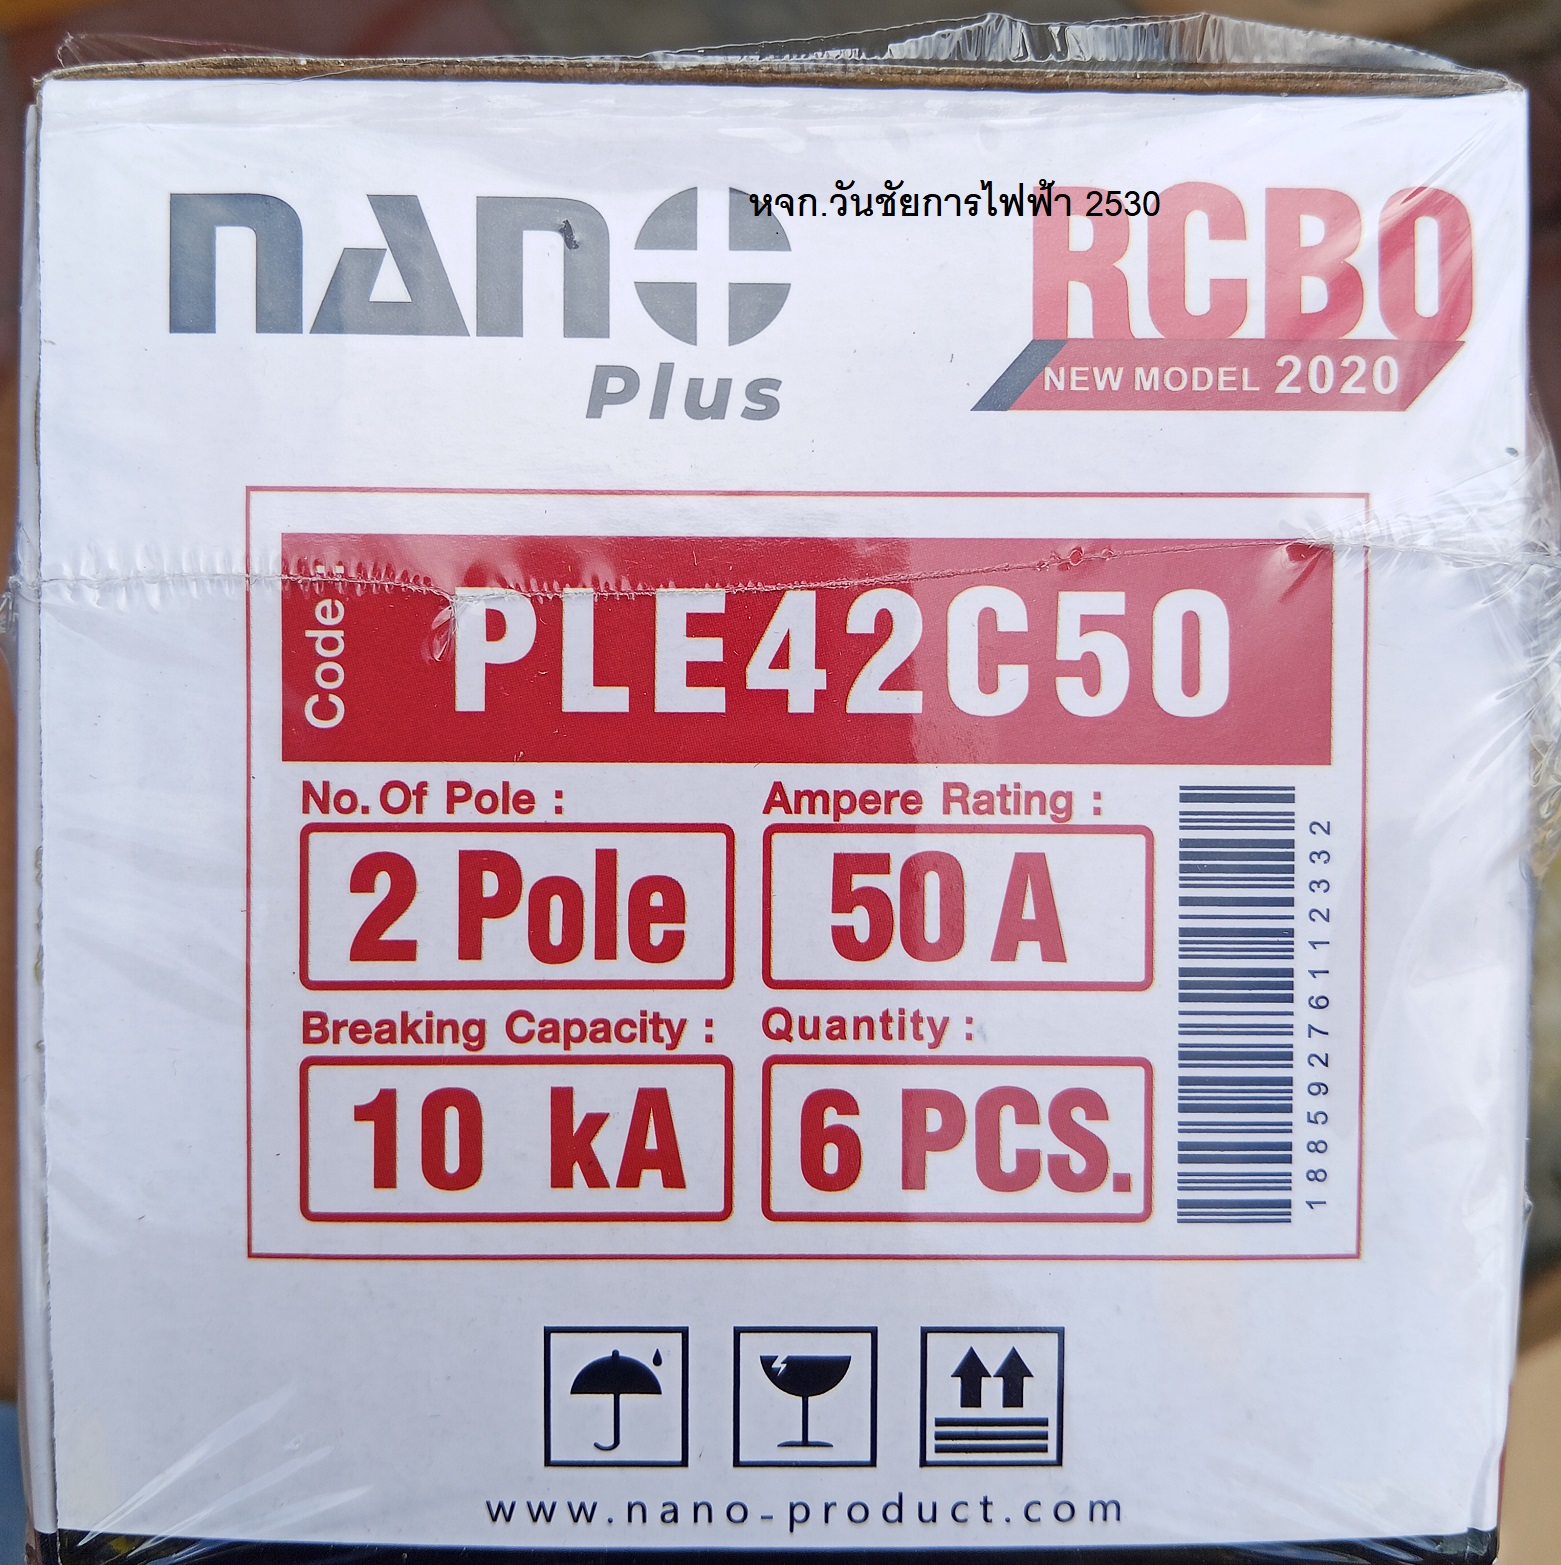 nano
Plus
หจก.วันชัยการไฟฟ้า 2530
RCBO
NEW MODEL 2020
Code :
PLE42C50
No. Of Pole :
2 Pole
Ampere Rating :
50 A
Breaking Capacity :
10 kA
Quantity :
6 PCS.
18859276112332
www.nano-product.com